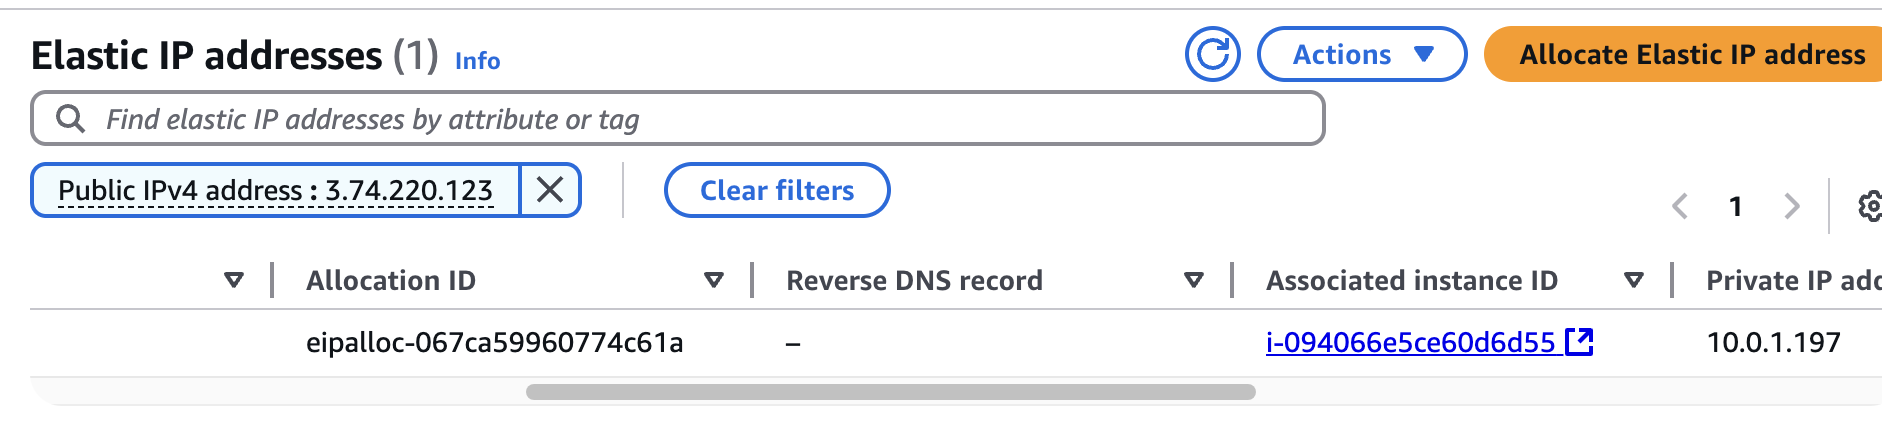 Elastic IP addresses (1) Info
Actions
Allocate Elastic IP address
Find elastic IP addresses by attribute or tag
Public IPv4 address : 3.74.220.123
Clear filters
1
Allocation ID
Reverse DNS record
Associated instance ID
Private IP add
eipalloc-067ca59960774c61a
–
i-094066e5ce60d6d55
10.0.1.197